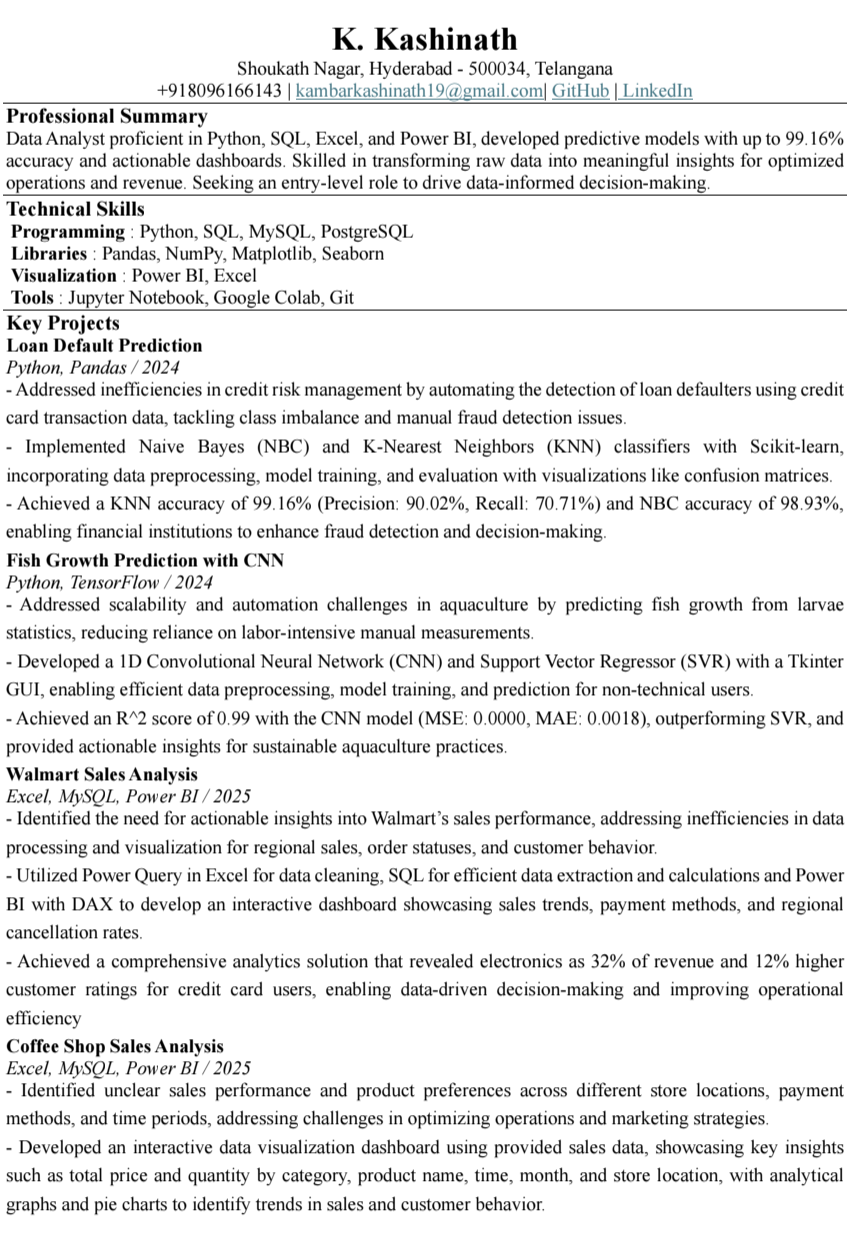 K. Kashinath
Shoukath Nagar, Hyderabad - 500034, Telangana
+918096166143 | kambarkashinath19@gmail.com| GitHub | LinkedIn
Professional Summary
Data Analyst proficient in Python, SQL, Excel, and Power BI, developed predictive models with up to 99.16%
accuracy and actionable dashboards. Skilled in transforming raw data into meaningful insights for optimized
operations and revenue. Seeking an entry-level role to drive data-informed decision-making.
Technical Skills
Programming : Python, SQL, MySQL, PostgreSQL
Libraries : Pandas, NumPy, Matplotlib, Seaborn
Visualization : Power BI, Excel
Tools : Jupyter Notebook, Google Colab, Git
Key Projects
Loan Default Prediction
Python, Pandas / 2024
- Addressed inefficiencies in credit risk management by automating the detection of loan defaulters using credit
card transaction data, tackling class imbalance and manual fraud detection issues.
- Implemented Naive Bayes (NBC) and K-Nearest Neighbors (KNN) classifiers with Scikit-learn,
incorporating data preprocessing, model training, and evaluation with visualizations like confusion matrices.
- Achieved a KNN accuracy of 99.16% (Precision: 90.02%, Recall: 70.71%) and NBC accuracy of 98.93%,
enabling financial institutions to enhance fraud detection and decision-making.
Fish Growth Prediction with CNN
Python, TensorFlow / 2024
- Addressed scalability and automation challenges in aquaculture by predicting fish growth from larvae
statistics, reducing reliance on labor-intensive manual measurements.
- Developed a 1D Convolutional Neural Network (CNN) and Support Vector Regressor (SVR) with a Tkinter
GUI, enabling efficient data preprocessing, model training, and prediction for non-technical users.
- Achieved an R^2 score of 0.99 with the CNN model (MSE: 0.0000, MAE: 0.0018), outperforming SVR, and
provided actionable insights for sustainable aquaculture practices.
Walmart Sales Analysis
Excel, MySQL, Power BI / 2025
- Identified the need for actionable insights into Walmart’s sales performance, addressing inefficiencies in data
processing and visualization for regional sales, order statuses, and customer behavior.
- Utilized Power Query in Excel for data cleaning, SQL for efficient data extraction and calculations and Power
BI with DAX to develop an interactive dashboard showcasing sales trends, payment methods, and regional
cancellation rates.
- Achieved a comprehensive analytics solution that revealed electronics as 32% of revenue and 12% higher
customer ratings for credit card users, enabling data-driven decision-making and improving operational
efficiency
Coffee Shop Sales Analysis
Excel, MySQL, Power BI / 2025
- Identified unclear sales performance and product preferences across different store locations, payment
methods, and time periods, addressing challenges in optimizing operations and marketing strategies.
- Developed an interactive data visualization dashboard using provided sales data, showcasing key insights
such as total price and quantity by category, product name, time, month, and store location, with analytical
graphs and pie charts to identify trends in sales and customer behavior.